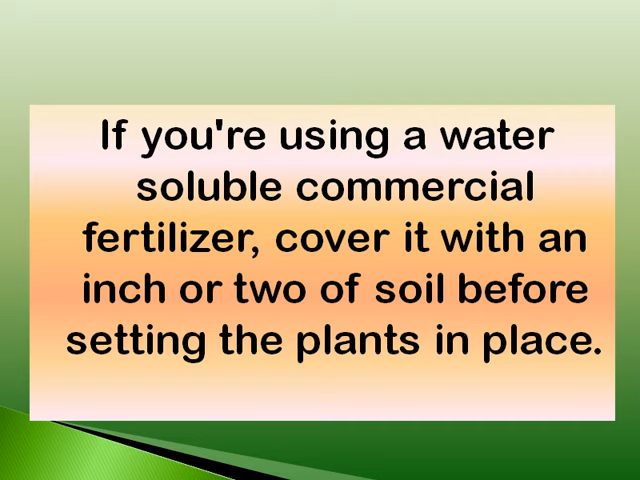 If you're using a water
soluble commercial
fertilizer, cover it with an
inch or two of soil before
setting the plants in place.